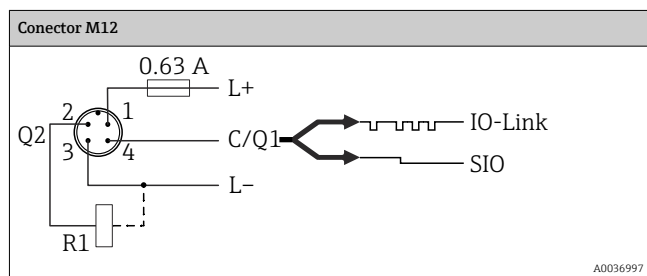 Conector M12
0.63 A
L+
2 1
Q2
3 4
C/Q1
IO-Link
SIO
L–
R1
A0036997